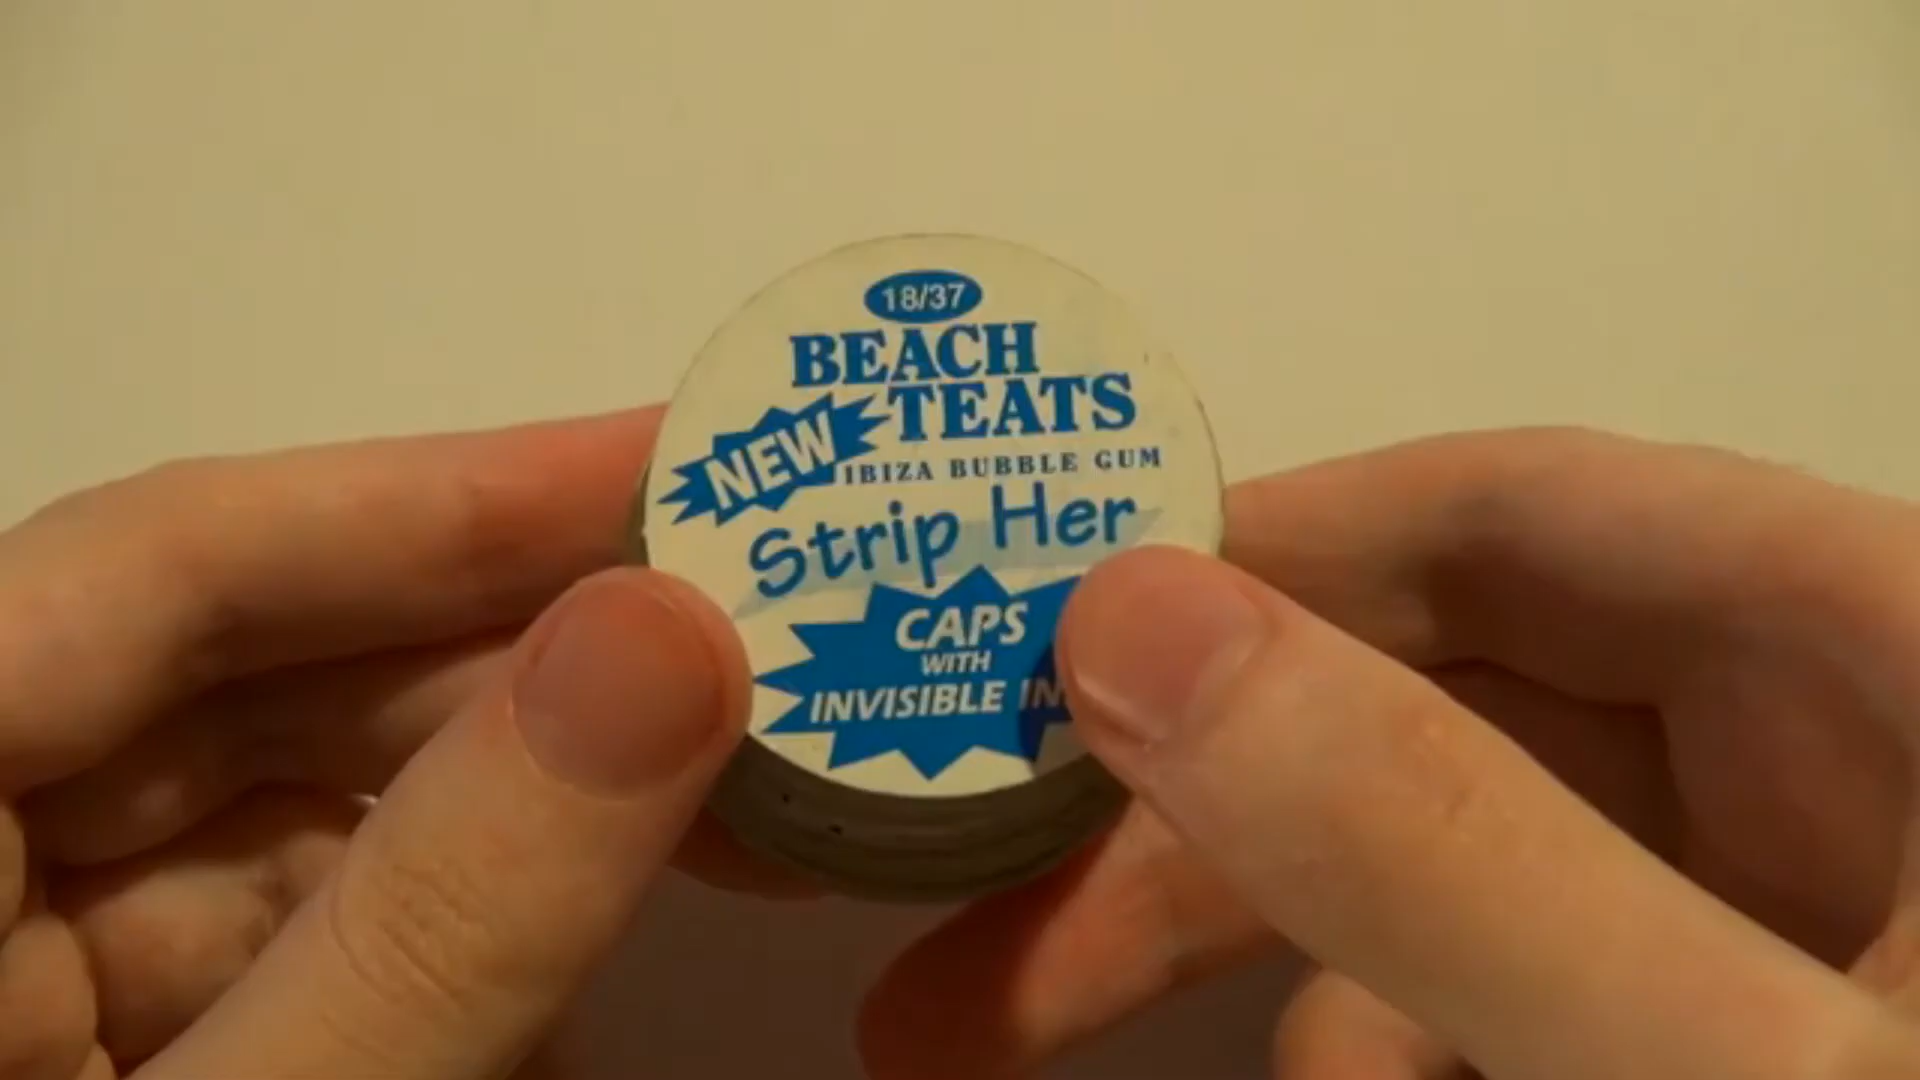 18/37
BEACH
TEATS
NEW
IBIZA BUBBLE GUM
Strip Her
CAPS
WITH
INVISIBLE